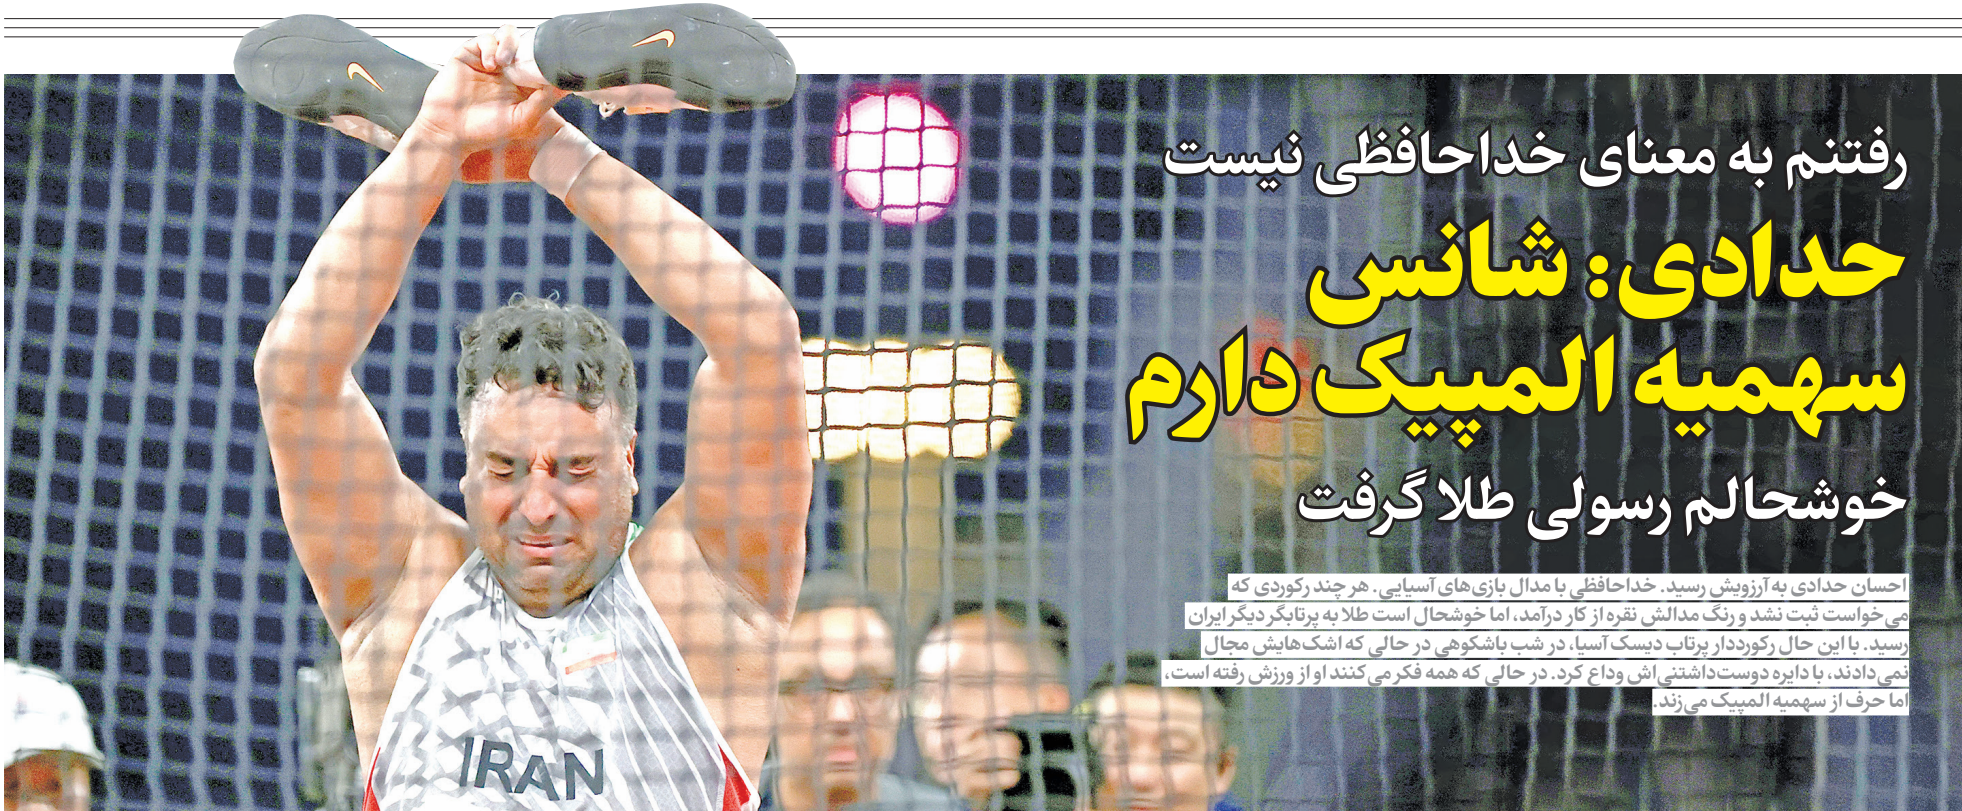 رفتنم به معنای خداحافظی نیست
حدادی: شانس
سهمیه المپیک دارم
خوشحالم رسولی طلا گرفت
احسان حدادی به آرزویش رسید. خداحافظی با مدال بازی‌های آسیایی. هر چند رکوردی که
می‌خواست ثبت نشد و رنگ مدالش نقره از کار درآمد، اما خوشحال است طلا به پرتابگر دیگر ایران
رسید. با این حال رکورددار پرتاب دیسک آسیا، در شب باشکوهی در حالی که اشک‌هایش مجال
نمی‌دادند، با دایره دوست‌داشتنی‌اش وداع کرد. در حالی که همه فکر می‌کنند او از ورزش رفته است،
اما حرف از سهمیه المپیک می‌زند.
IRAN